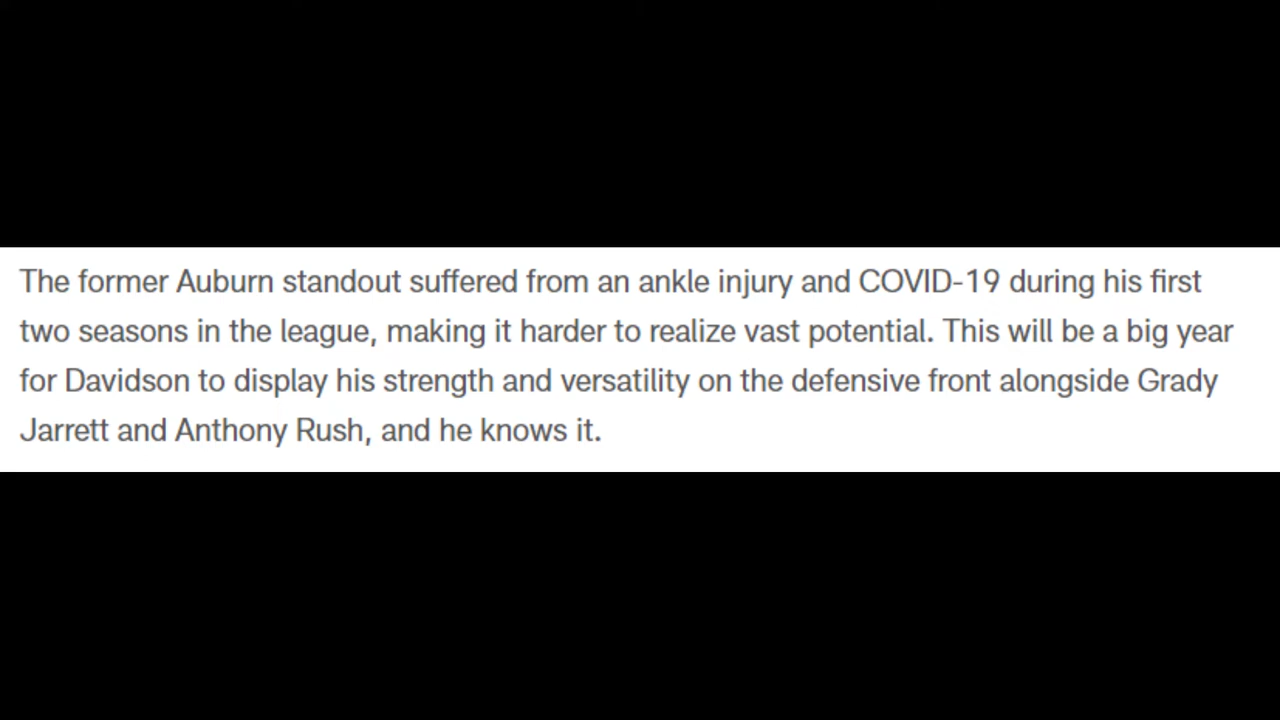 The former Auburn standout suffered from an ankle injury and COVID-19 during his first
two seasons in the league, making it harder to realize vast potential. This will be a big year
for Davidson to display his strength and versatility on the defensive front alongside Grady
Jarrett and Anthony Rush, and he knows it.